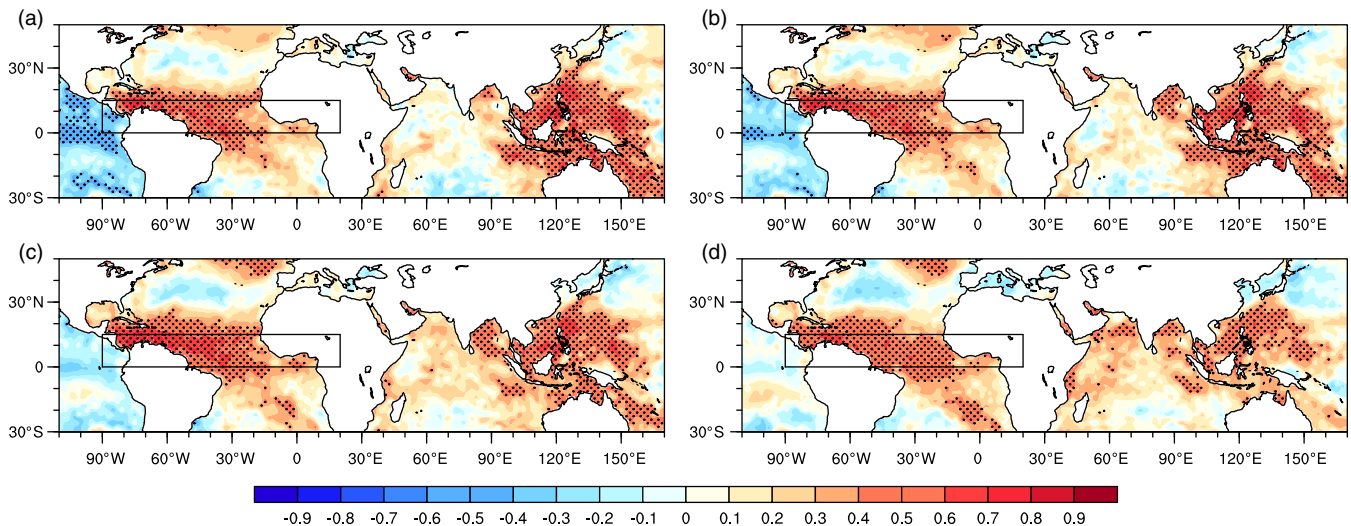 (a) (b)
30°N 30°N
0 0
30°S 30°S
90°W 60°W 30°W 0 30°E 60°E 90°E 120°E 150°E 90°W 60°W 30°W 0 30°E 60°E 90°E 120°E 150°E
(c) (d)
30°N 30°N
0 0
30°S 30°S
90°W 60°W 30°W 0 30°E 60°E 90°E 120°E 150°E 90°W 60°W 30°W 0 30°E 60°E 90°E 120°E 150°E
-0.9 -0.8 -0.7 -0.6 -0.5 -0.4 -0.3 -0.2 -0.1 0 0.1 0.2 0.3 0.4 0.5 0.6 0.7 0.8 0.9